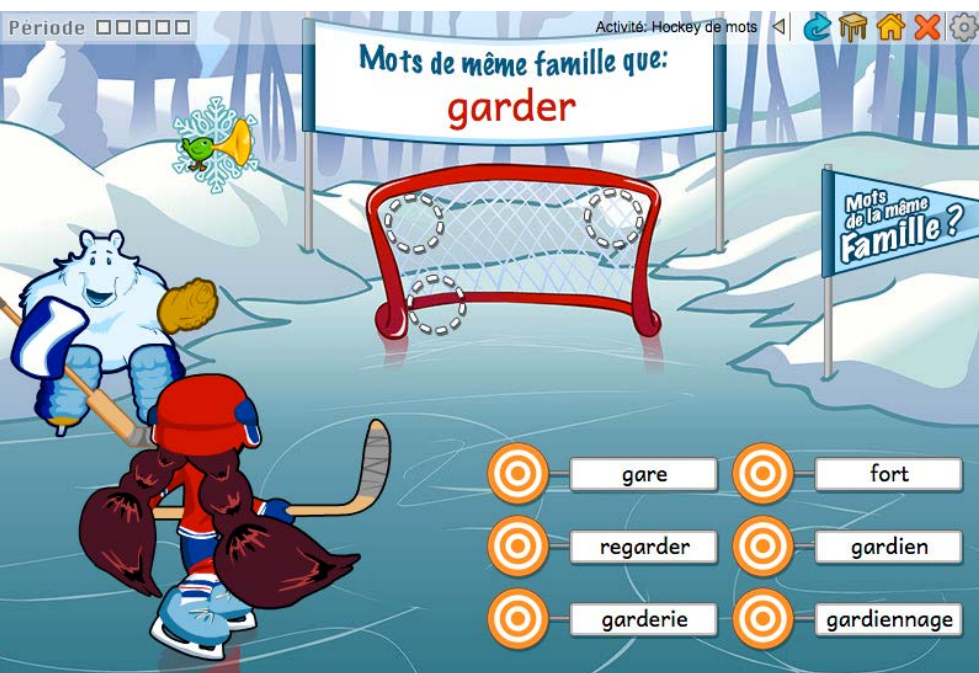 Période
Activité: Hockey de mots
Mots de même famille que:
garder
Mots
de la même
Famille ?
gare
fort
regarder
gardien
garderie
gardiennage